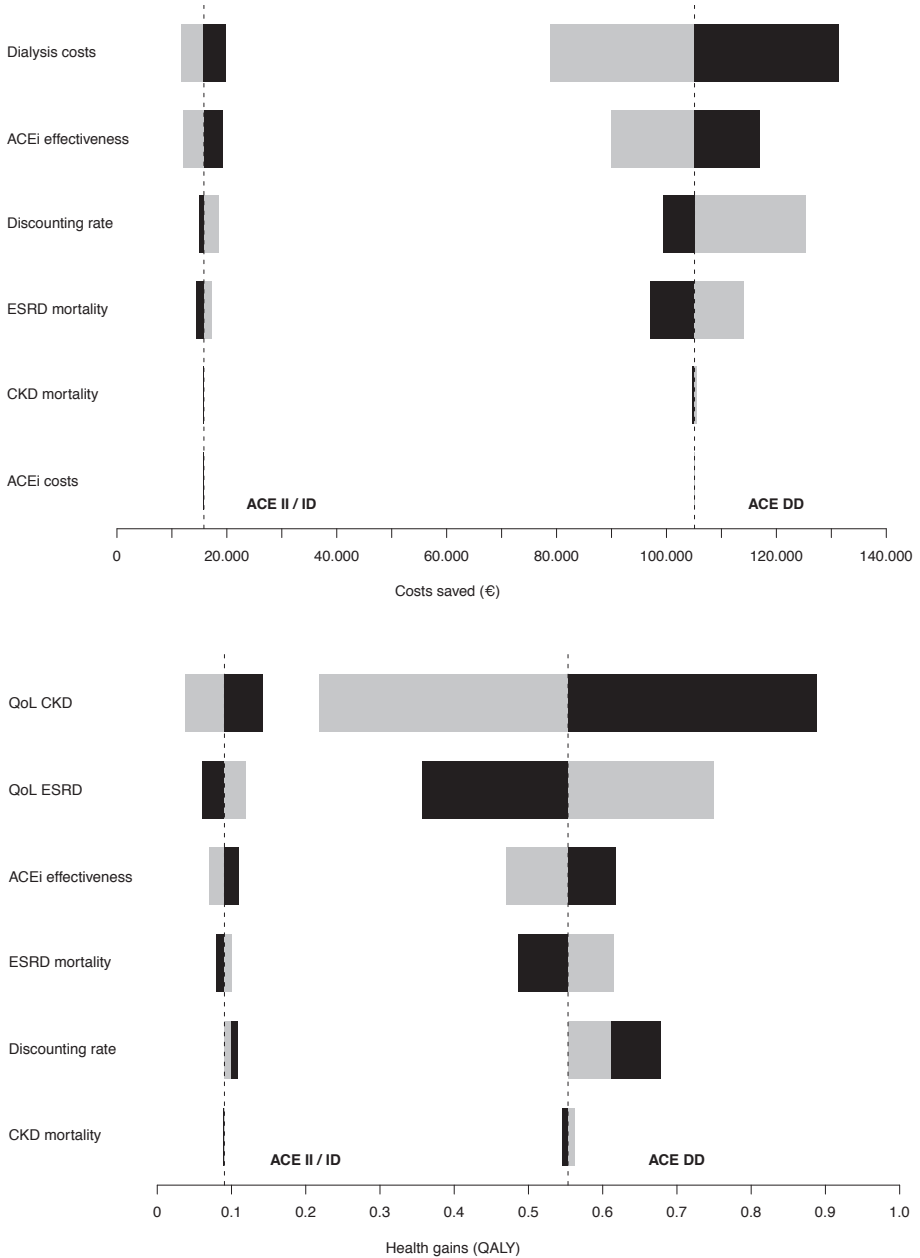 Dialysis costs
ACEi effectiveness
Discounting rate
ESRD mortality
CKD mortality
ACEi costs
ACE II / ID ACE DD
0 20.000 40.000 60.000 80.000 100.000 120.000 140.000
Costs saved (€)
QoL CKD
QoL ESRD
ACEi effectiveness
ESRD mortality
Discounting rate
CKD mortality
ACE II / ID ACE DD
0 0.1 0.2 0.3 0.4 0.5 0.6 0.7 0.8 0.9 1.0
Health gains (QALY)